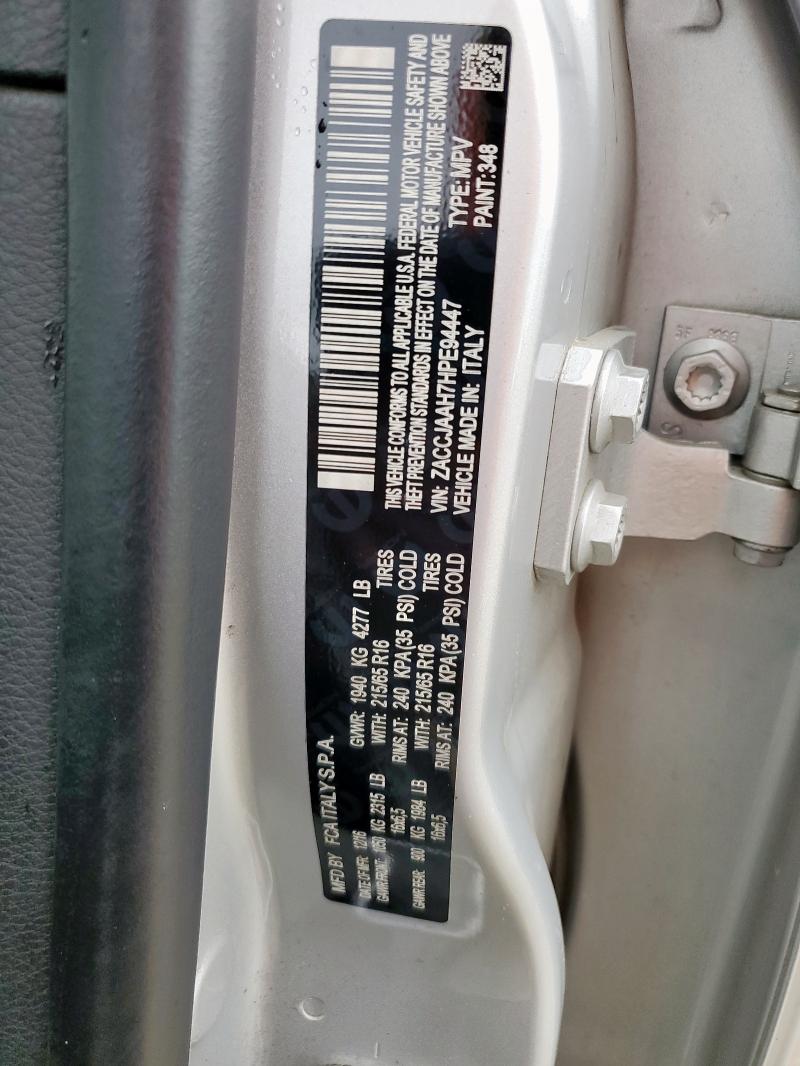 MFD BY FCA ITALY S.P.A.
DATE OF MFR: 12/16 GVWR: 1940 KG 4277 LB
GAWR FRONT: 1050 KG 2315 LB WITH: 215/65 R16 TIRES
16x6,5 RIMS AT: 240 KPA(35 PSI) COLD
GAWR REAR: 900 KG 1984 LB WITH: 215/65 R16 TIRES
16x6,5 RIMS AT: 240 KPA(35 PSI) COLD
THIS VEHICLE CONFORMS TO ALL APPLICABLE U.S.A. FEDERAL MOTOR VEHICLE SAFETY AND
THEFT PREVENTION STANDARDS IN EFFECT ON THE DATE OF MANUFACTURE SHOWN ABOVE
VIN: ZACCJAAH7HPE94447 TYPE: MPV
VEHICLE MADE IN: ITALY PAINT: 348